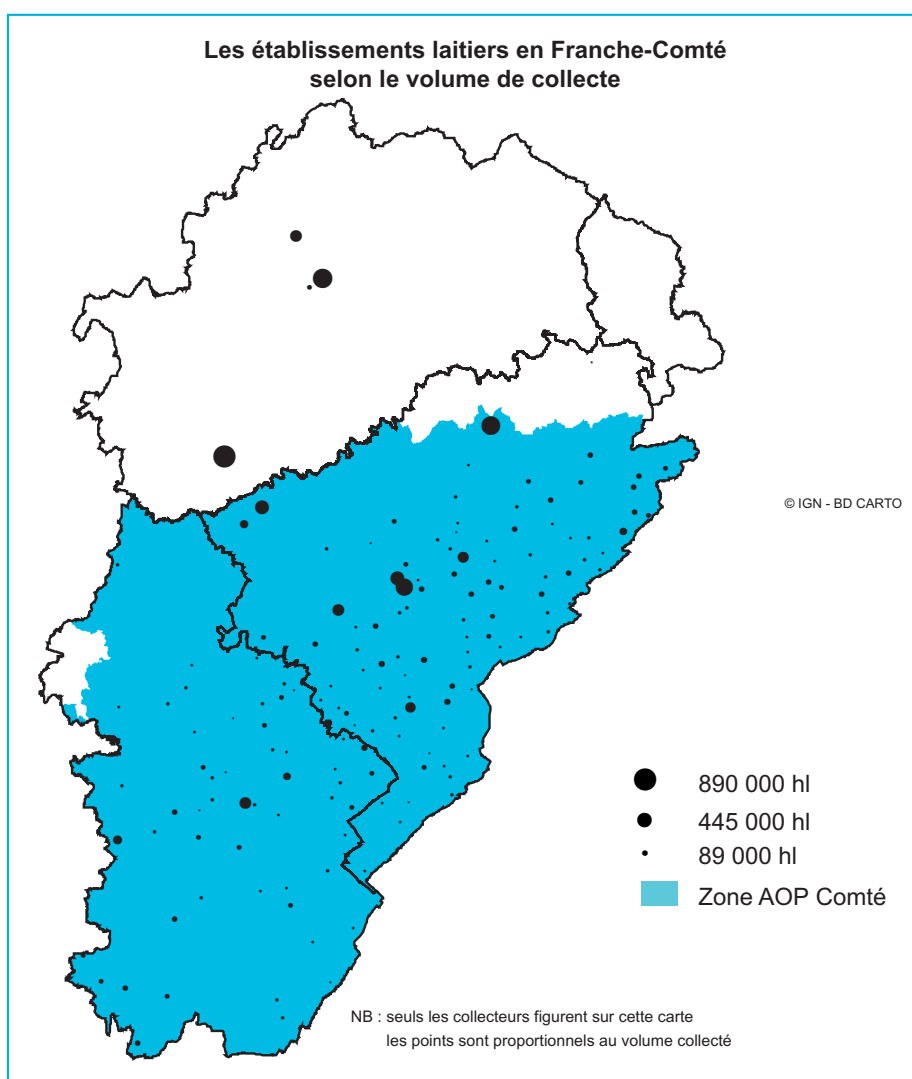 Les établissements laitiers en Franche-Comté
selon le volume de collecte
© IGN - BD CARTO
890 000 hl
445 000 hl
89 000 hl
Zone AOP Comté
NB : seuls les collecteurs figurent sur cette carte
les points sont proportionnels au volume collecté